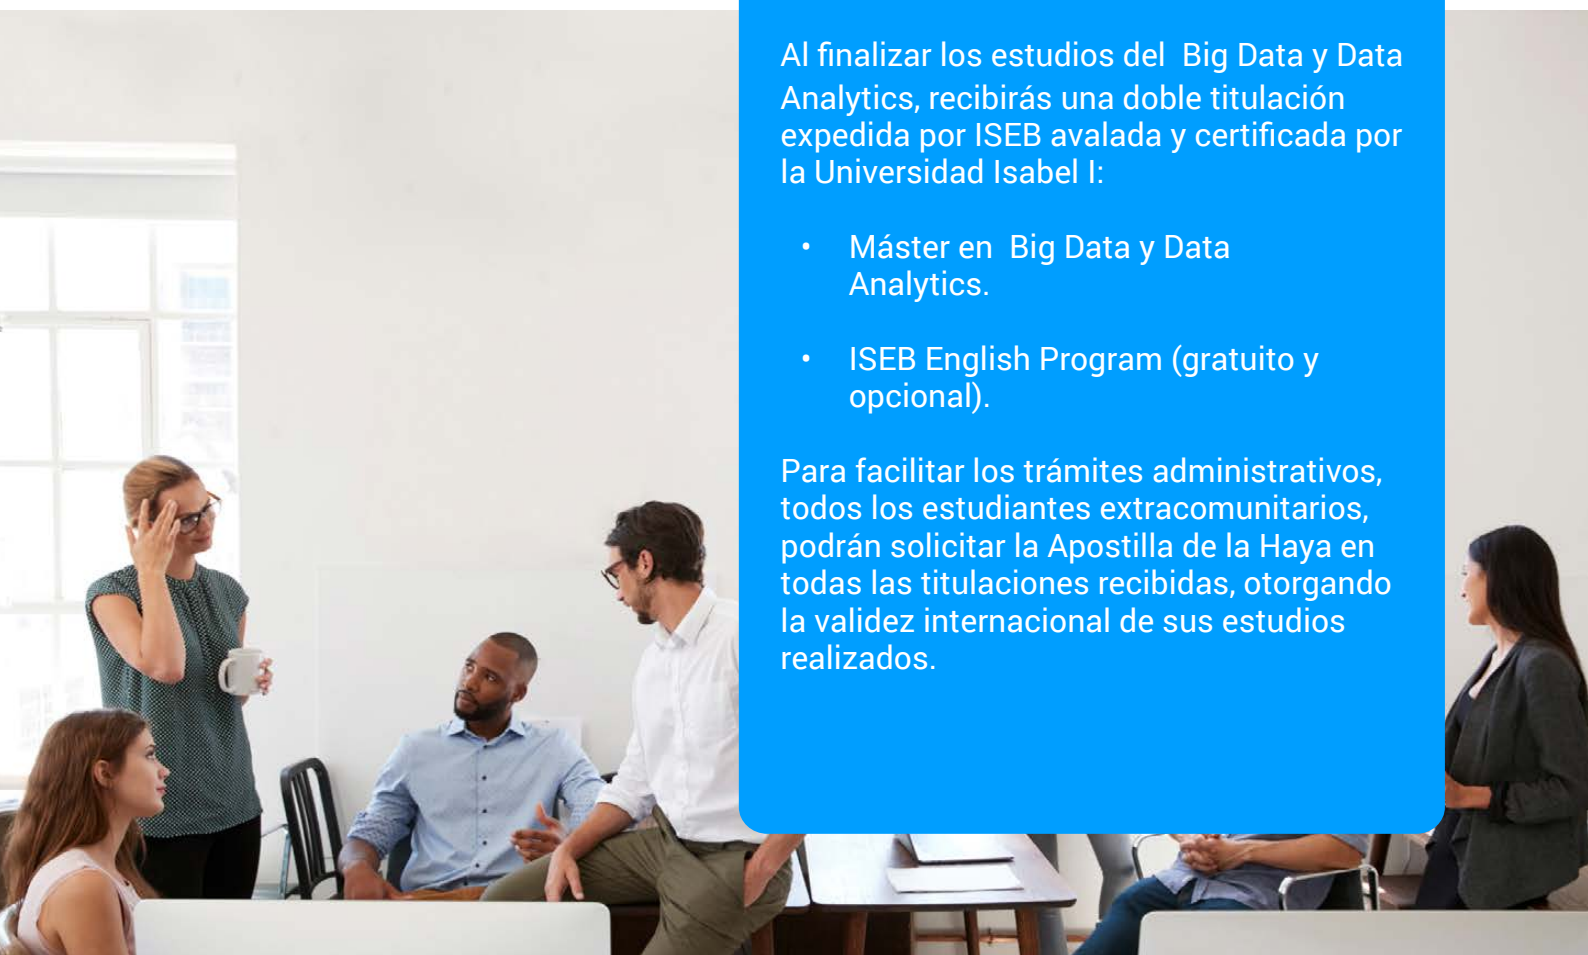 Al finalizar los estudios del  Big Data y Data
Analytics, recibirás una doble titulación
expedida por ISEB avalada y certificada por
la Universidad Isabel I:
• Máster en  Big Data y Data
Analytics.
• ISEB English Program (gratuito y
opcional).
Para facilitar los trámites administrativos,
todos los estudiantes extracomunitarios,
podrán solicitar la Apostilla de la Haya en
todas las titulaciones recibidas, otorgando
la validez internacional de sus estudios
realizados.